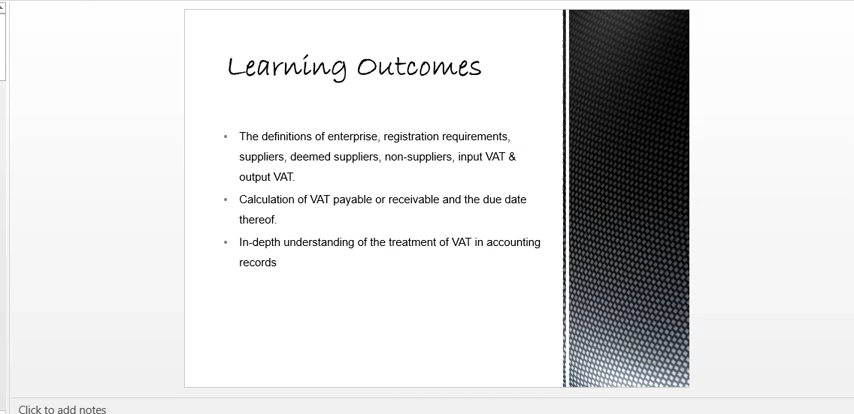 Learning Outcomes
• The definitions of enterprise, registration requirements,
suppliers, deemed suppliers, non-suppliers, input VAT &
output VAT.
• Calculation of VAT payable or receivable and the due date
thereof.
• In-depth understanding of the treatment of VAT in accounting
records
Click to add notes